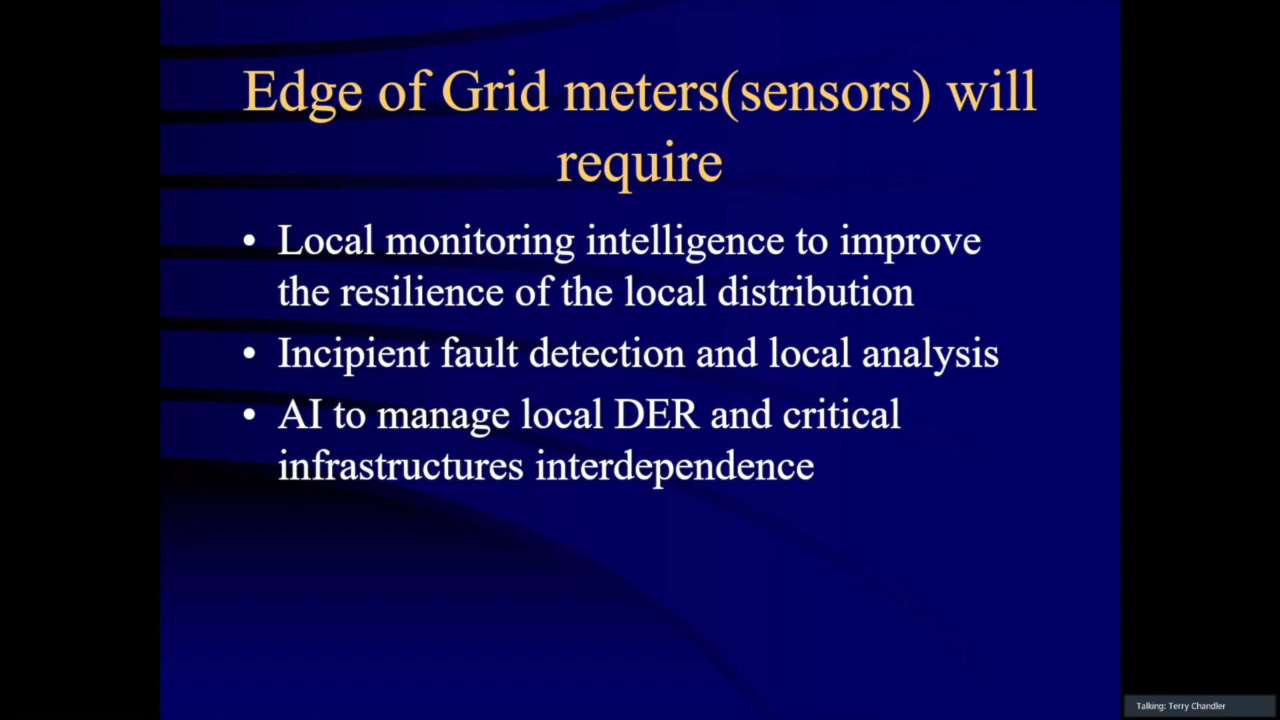 Edge of Grid meters(sensors) will
require
• Local monitoring intelligence to improve
the resilience of the local distribution
• Incipient fault detection and local analysis
• AI to manage local DER and critical
infrastructures interdependence
Talking: Terry Chandler